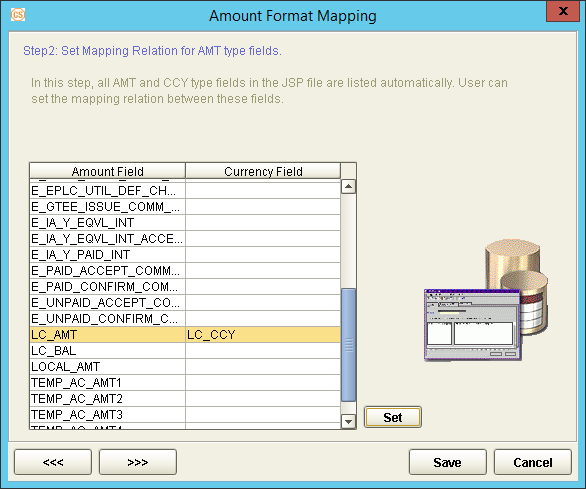 Amount Format Mapping
X
Step2: Set Mapping Relation for AMT type fields.
In this step, all AMT and CCY type fields in the JSP file are listed automatically. User can
set the mapping relation between these fields.
Amount Field Currency Field
E_EPLC_UTIL_DEF_CH...
E_GTEE_ISSUE_COMM_...
E_IA_Y_EQVL_INT
E_IA_Y_EQVL_INT_ACCE...
E_IA_Y_PAID_INT
E_PAID_ACCEPT_COMM...
E_PAID_CONFIRM_COM...
E_UNPAID_ACCEPT_CO...
E_UNPAID_CONFIRM_C...
LC_AMT LC_CCY
LC_BAL
LOCAL_AMT
TEMP_AC_AMT1
TEMP_AC_AMT2
TEMP_AC_AMT3
TEMP_AC_AMT4
Set
<<< >>> Save Cancel